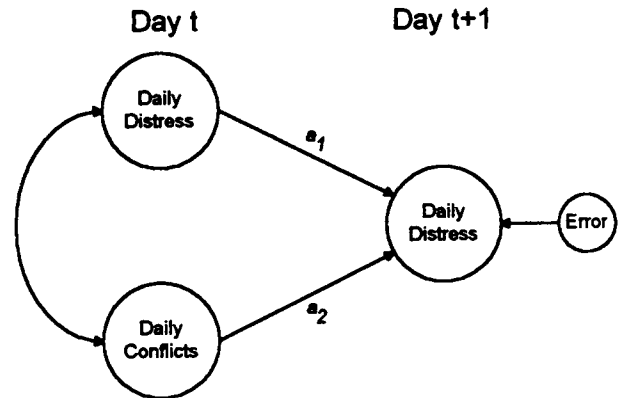 Day t
Day t+1
Daily
Distress
a1
Daily
Distress
Error
a2
Daily
Conflicts